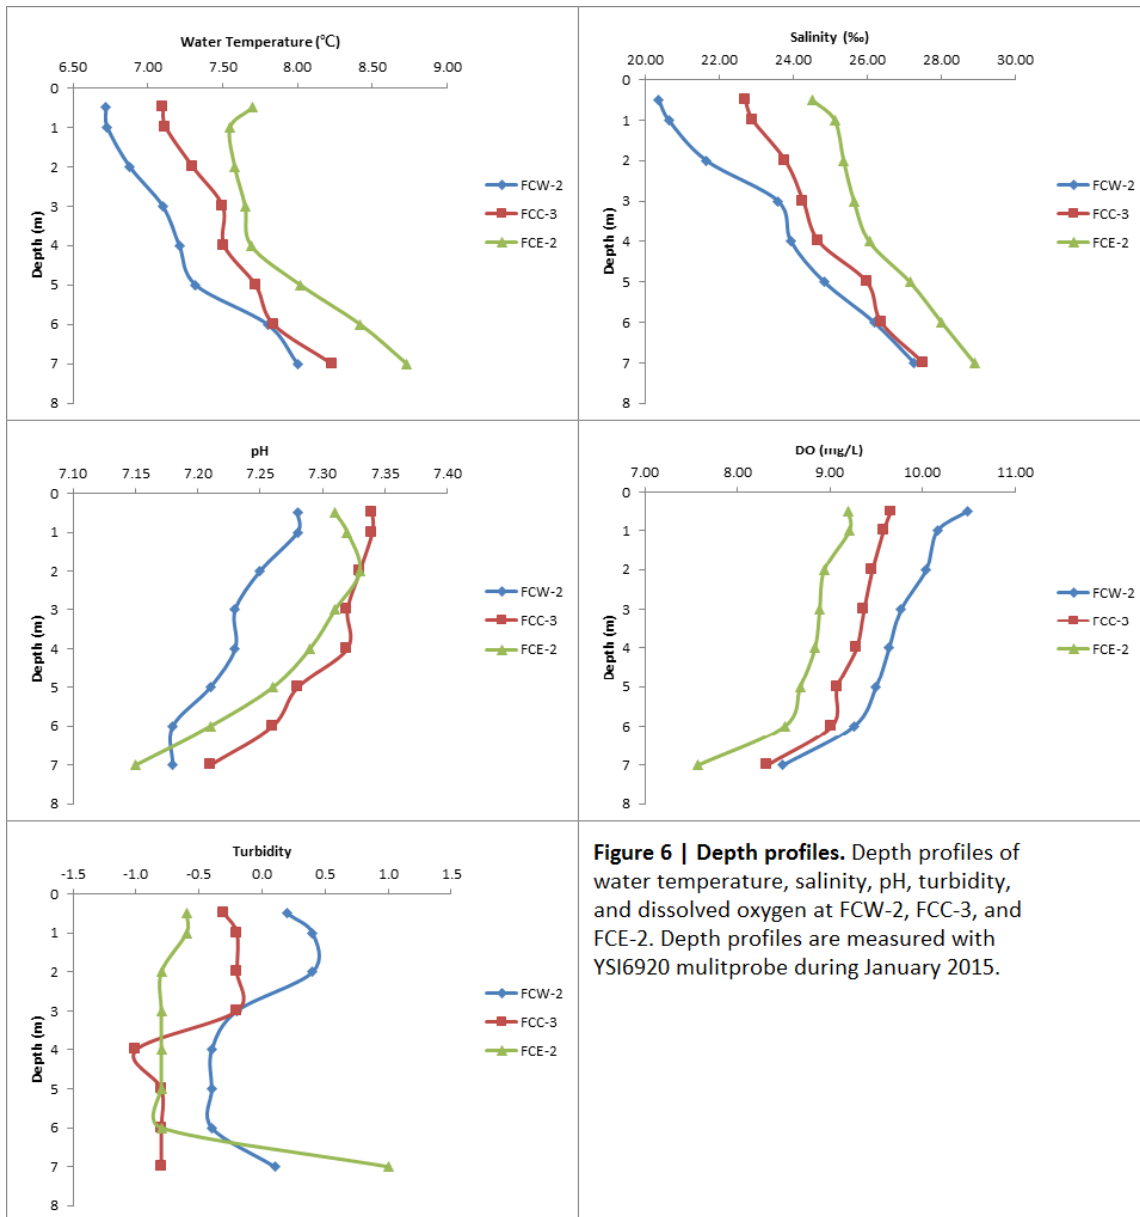 Water Temperature (℃)
6.50 7.00 7.50 8.00 8.50 9.00
0
1
2
3
4
5
6
7
8
Depth (m)
FCW-2
FCC-3
FCE-2
Salinity (‰)
20.00 22.00 24.00 26.00 28.00 30.00
0
1
2
3
4
5
6
7
8
Depth (m)
FCW-2
FCC-3
FCE-2
pH
7.10 7.15 7.20 7.25 7.30 7.35 7.40
0
1
2
3
4
5
6
7
8
Depth (m)
FCW-2
FCC-3
FCE-2
DO (mg/L)
7.00 8.00 9.00 10.00 11.00
0
1
2
3
4
5
6
7
8
Depth (m)
FCW-2
FCC-3
FCE-2
Turbidity
-1.5 -1.0 -0.5 0.0 0.5 1.0 1.5
0
1
2
3
4
5
6
7
8
Depth (m)
FCW-2
FCC-3
FCE-2
Figure 6 | Depth profiles. Depth profiles of
water temperature, salinity, pH, turbidity,
and dissolved oxygen at FCW-2, FCC-3, and
FCE-2. Depth profiles are measured with
YSI6920 mulitprobe during January 2015.